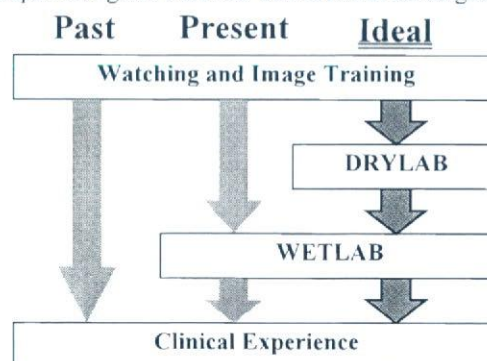 Past Present Ideal
Watching and Image Training
DRYLAB
WETLAB
Clinical Experience